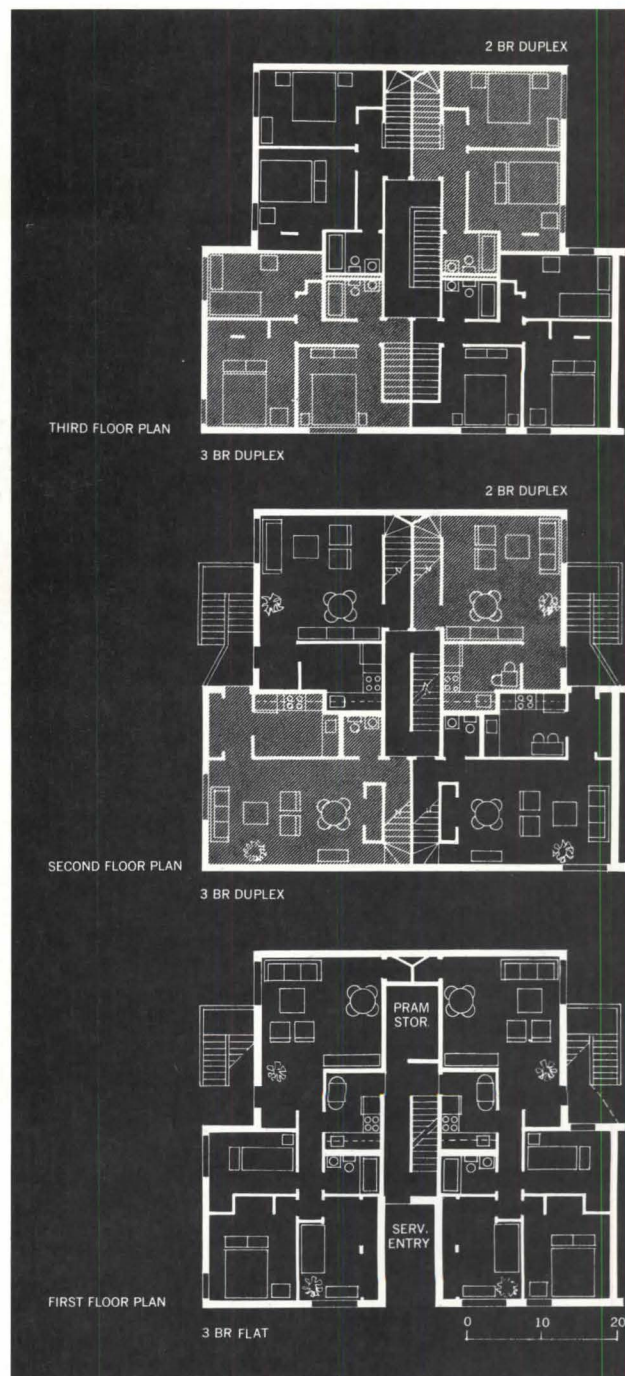 2 BR DUPLEX
THIRD FLOOR PLAN
3 BR DUPLEX
2 BR DUPLEX
SECOND FLOOR PLAN
3 BR DUPLEX
PRAM
STOR.
SERV.
ENTRY
FIRST FLOOR PLAN
3 BR FLAT
0 10 20